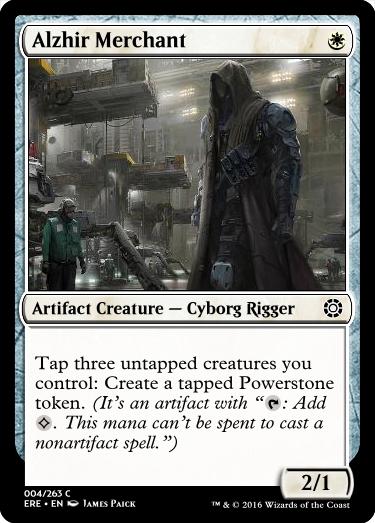 Alzhir Merchant
Artifact Creature — Cyborg Rigger
Tap three untapped creatures you
control: Create a tapped Powerstone
token. (It's an artifact with “: Add
. This mana can't be spent to cast a
nonartifact spell.”)
004/263 C
ERE • EN James Paick
™ & © 2016 Wizards of the Coast
2/1